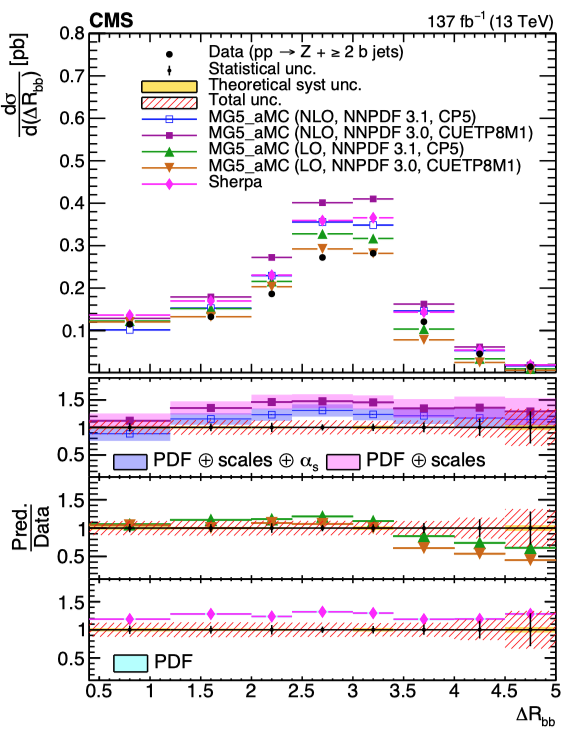 CMS 137 fb⁻¹ (13 TeV)
dσ/d(ΔR_bb) [pb]
0.8
Data (pp → Z + ≥ 2 b jets)
Statistical unc.
0.7
Theoretical syst unc.
Total unc.
0.6
MG5_aMC (NLO, NNPDF 3.1, CP5)
MG5_aMC (NLO, NNPDF 3.0, CUETP8M1)
0.5
MG5_aMC (LO, NNPDF 3.1, CP5)
MG5_aMC (LO, NNPDF 3.0, CUETP8M1)
Sherpa
0.4
0.3
0.2
0.1
1.5
1
0.5
PDF ⊕ scales ⊕ α_s PDF ⊕ scales
Pred./Data
1.5
1
0.5
1.5
1
0.5
PDF
0.5 1 1.5 2 2.5 3 3.5 4 4.5 5
ΔR_bb